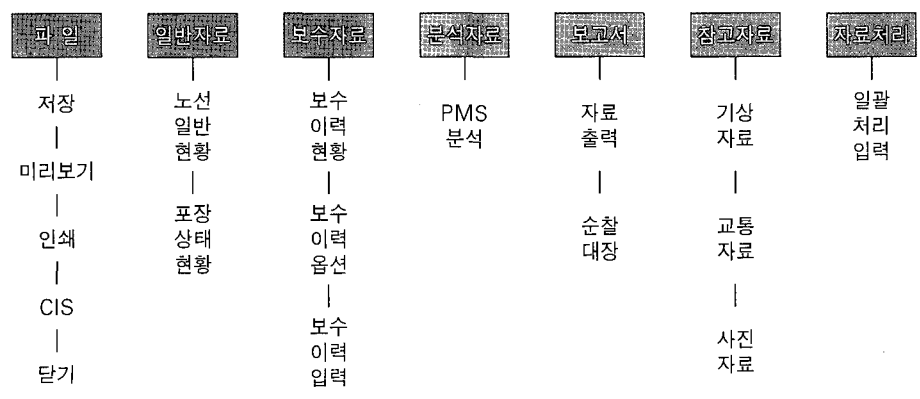 파 일
저장
미리보기
인쇄
CIS
닫기
일반자료
노선
일반
현황
포장
상태
현황
보수자료
보수
이력
현황
보수
이력
옵션
보수
이력
입력
분석자료
PMS
분석
보고서
자료
출력
순찰
대장
참고자료
기상
자료
교통
자료
사진
자료
자료처리
일괄
처리
입력